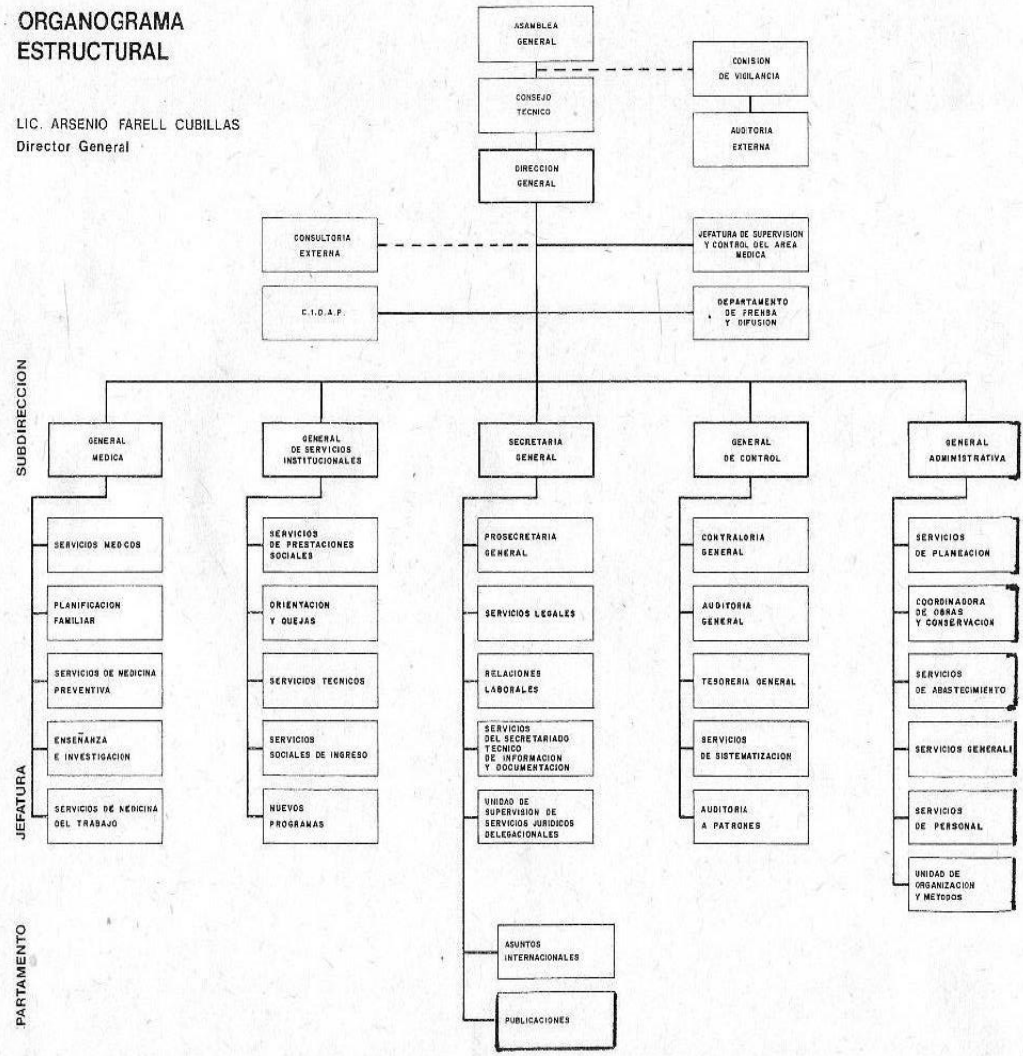 ORGANOGRAMA
ESTRUCTURAL
LIC. ARSENIO FARELL CUBILLAS
Director General
ASAMBLEA
GENERAL
COMISION
DE VIGILANCIA
CONSEJO
TECNICO
AUDITORIA
EXTERNA
DIRECCION
GENERAL
CONSULTORIA
EXTERNA
JEFATURA DE SUPERVISION
Y CONTROL DEL AREA
MEDICA
C.I.D.A.P.
DEPARTAMENTO
DE PRENSA
Y DIFUSION
SUBDIRECCION
GENERAL
MEDICA
GENERAL
DE SERVICIOS
INSTITUCIONALES
SECRETARIA
GENERAL
GENERAL
DE CONTROL
GENERAL
ADMINISTRATIVA
JEFATURA
SERVICIOS MEDICOS
PLANIFICACION
FAMILIAR
SERVICIOS DE MEDICINA
PREVENTIVA
ENSEÑANZA
E INVESTIGACION
SERVICIOS DE MEDICINA
DEL TRABAJO
SERVICIOS
DE PRESTACIONES
SOCIALES
ORIENTACION
Y QUEJAS
SERVICIOS TECNICOS
SERVICIOS
SOCIALES DE INGRESO
NUEVOS
PROGRAMAS
PROSECRETARIA
GENERAL
SERVICIOS LEGALES
RELACIONES
LABORALES
SERVICIOS
DEL SECRETARIADO
TECNICO
DE INFORMACION
Y DOCUMENTACION
UNIDAD DE
SUPERVISION DE
SERVICIOS JURIDICOS
DELEGACIONALES
CONTRALORIA
GENERAL
AUDITORIA
GENERAL
TESORERIA GENERAL
SERVICIOS
DE SISTEMATIZACION
AUDITORIA
A PATRONES
SERVICIOS
DE PLANEACION
COORDINADORA
DE OBRAS
Y CONSERVACION
SERVICIOS
DE ABASTECIMIENTO
SERVICIOS GENERALE
SERVICIOS
DE PERSONAL
UNIDAD DE
ORGANIZACION
Y METODOS
PARTAMENTO
ASUNTOS
INTERNACIONALES
PUBLICACIONES